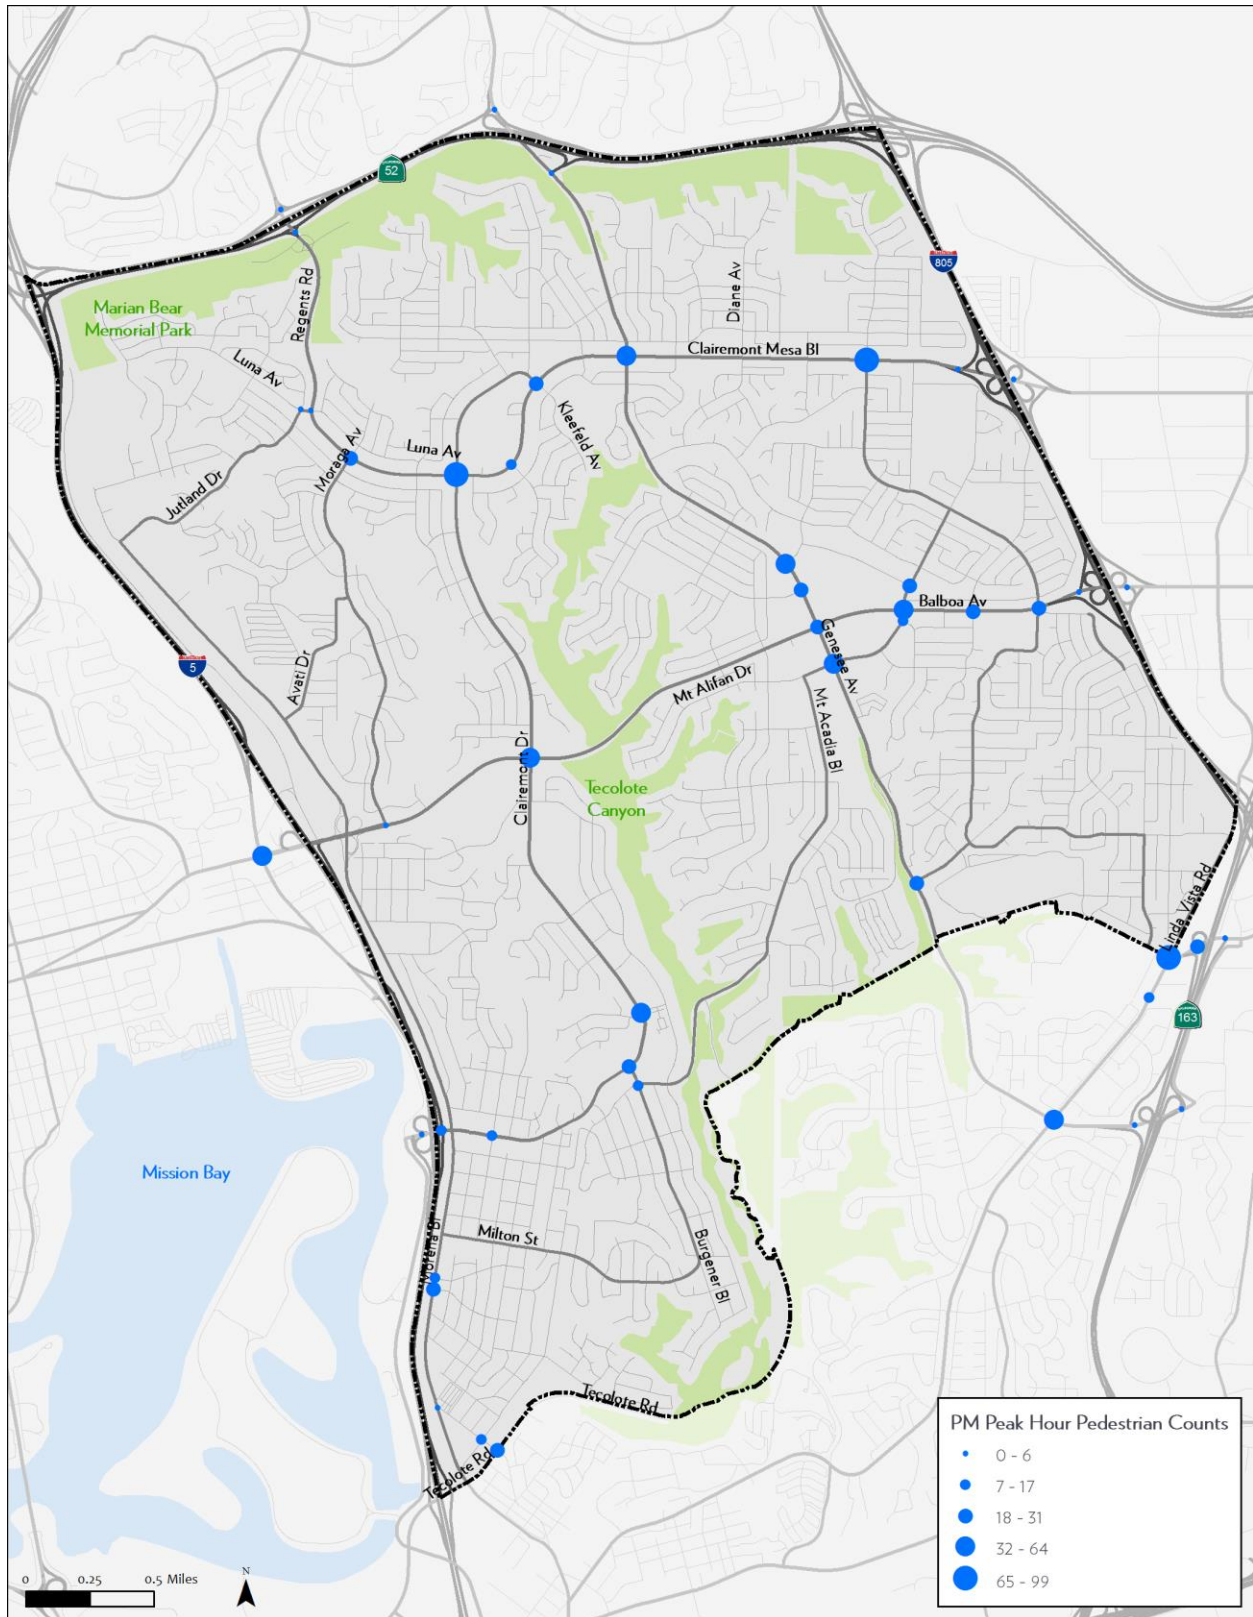 52
805
Diane Av
Marian Bear
Memorial Park
Regents Rd
Luna Av
Clairemont Mesa Bl
Kleefeld Av
Moraga Av
Luna Av
Jutland Dr
Balboa Av
Genesee Av
5
Avati Dr
Mt Alifan Dr
Mt Acadia Bl
Clairemont Dr
Tecolote
Canyon
Linda Vista Rd
163
Mission Bay
Milton St
Morena Bl
Burgener Bl
Tecolote Rd
Tecolote Rd
PM Peak Hour Pedestrian Counts
0 - 6
7 - 17
18 - 31
32 - 64
65 - 99
0 0.25 0.5 Miles
N